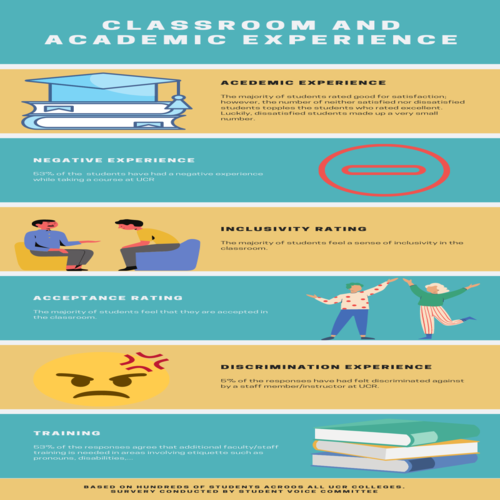 CLASSROOM AND
ACADEMIC EXPERIENCE
ACEDEMIC EXPERIENCE
The majority of students rated good for satisfaction;
however, the number of neither satisfied nor dissatisfied
students topples the students who rated excellent.
Luckily, dissatisfied students made up a very small
number.
NEGATIVE EXPERIENCE
53% of the students have had a negative experience
while taking a course at UCR
INCLUSIVITY RATING
The majority of students feel a sense of inclusivity in the
classroom.
ACCEPTANCE RATING
The majority of students feel that they are accepted in
the classroom.
DISCRIMINATION EXPERIENCE
5% of the responses have had felt discriminated against
by a staff member/instructor at UCR.
TRAINING
53% of the responses agree that additional faculty/staff
training is needed in areas involving etiquette such as
pronouns, disabilities,...
BASED ON HUNDREDS OF STUDENTS ACROOS ALL UCR COLLEGES.
SURVERY CONDUCTED BY STUDENT VOICE COMMITTEE